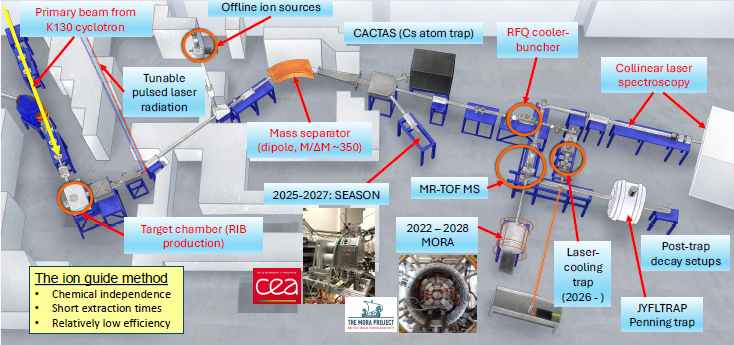 Primary beam from
K130 cyclotron
Offline ion sources
Tunable
pulsed laser
radiation
CACTAS (Cs atom trap)
RFQ cooler-
buncher
Collinear laser
spectroscopy
Mass separator
(dipole, M/ΔM ~350)
2025-2027: SEASON
MR-TOF MS
Target chamber (RIB
production)
2022 – 2028
MORA
Laser-
cooling
trap
(2026 - )
Post-trap
decay setups
JYFLTRAP
Penning trap
The ion guide method
• Chemical independence
• Short extraction times
• Relatively low efficiency
cea
THE MORA PROJECT